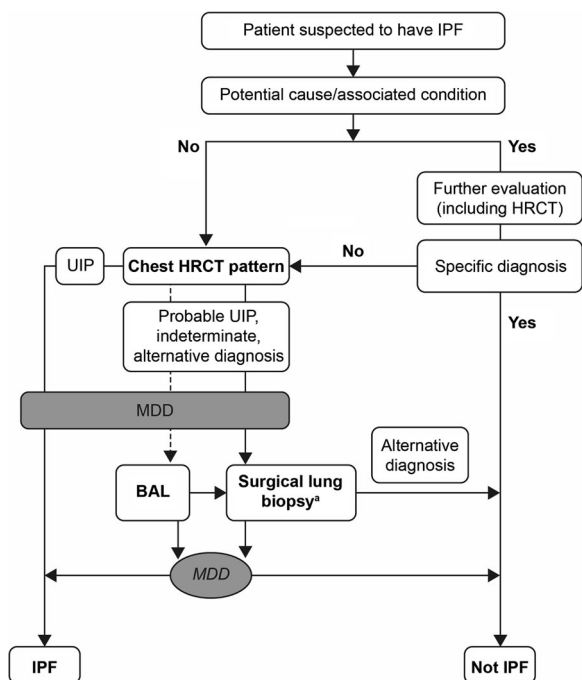 Patient suspected to have IPF
Potential cause/associated condition
No
Yes
Further evaluation
(including HRCT)
UIP
Chest HRCT pattern
No
Specific diagnosis
Probable UIP,
indeterminate,
alternative diagnosis
Yes
MDD
Alternative
diagnosis
BAL
Surgical lung
biopsyᵃ
MDD
IPF
Not IPF